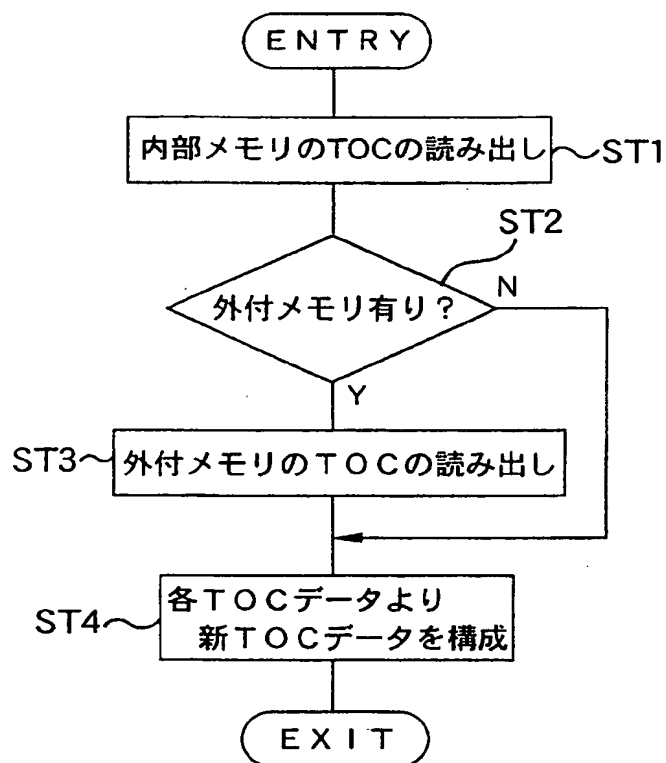 ENTRY
内部メモリのTOCの読み出し
ST1
ST2
外付メモリ有り？
N
Y
ST3
外付メモリのTOCの読み出し
ST4
各TOCデータより
新TOCデータを構成
EXIT